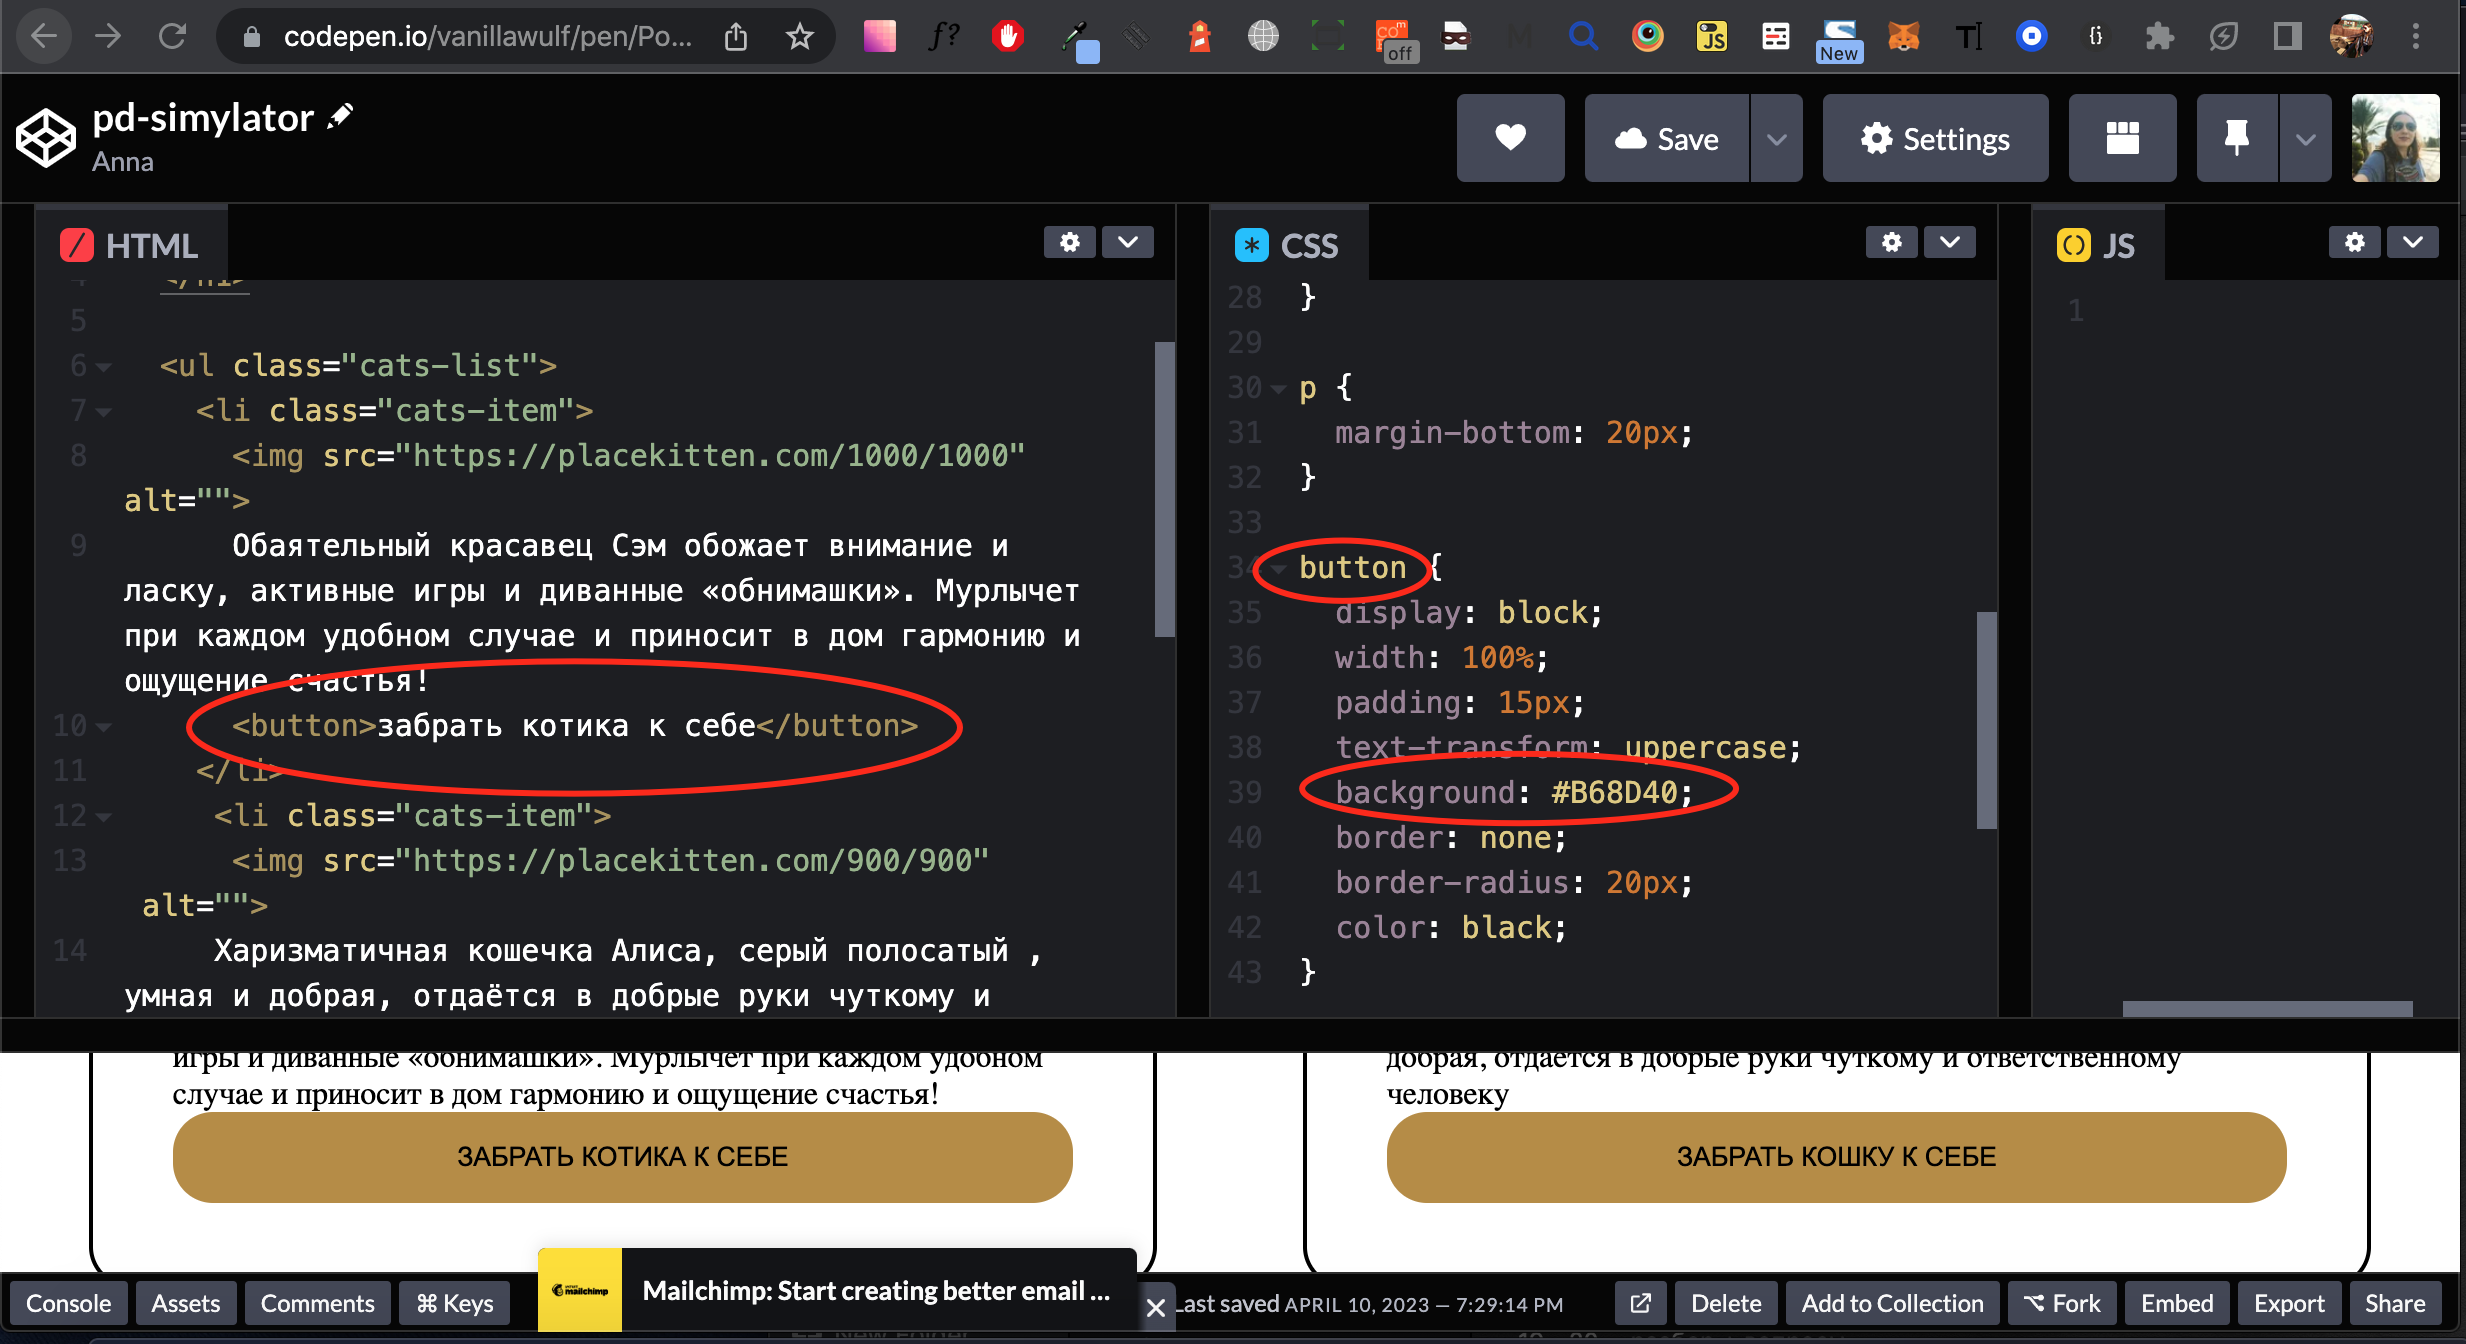 codepen.io/vanillawulf/pen/Po...
off
New
pd-simylator
Anna
Save
Settings
HTML
CSS
JS
4 </h1>
5
6 <ul class="cats-list">
7 <li class="cats-item">
8 <img src="https://placekitten.com/1000/1000"
alt="">
9 Обаятельный красавец Сэм обожает внимание и
ласку, активные игры и диванные «обнимашки». Мурлычет
при каждом удобном случае и приносит в дом гармонию и
ощущение счастья!
10 <button>забрать котика к себе</button>
11 </li>
12 <li class="cats-item">
13 <img src="https://placekitten.com/900/900"
alt="">
14 Харизматичная кошечка Алиса, серый полосатый ,
умная и добрая, отдаётся в добрые руки чуткому и
28 }
29
30 p {
31 margin-bottom: 20px;
32 }
33
34 button {
35 display: block;
36 width: 100%;
37 padding: 15px;
38 text-transform: uppercase;
39 background: #B68D40;
40 border: none;
41 border-radius: 20px;
42 color: black;
43 }
1
игры и диванные «обнимашки». Мурлычет при каждом удобном
случае и приносит в дом гармонию и ощущение счастья!
ЗАБРАТЬ КОТИКА К СЕБЕ
добрая, отдаётся в добрые руки чуткому и ответственному
человеку
ЗАБРАТЬ КОШКУ К СЕБЕ
Console
Assets
Comments
⌘ Keys
mailchimp
Mailchimp: Start creating better email ...
Last saved APRIL 10, 2023 — 7:29:14 PM
Delete
Add to Collection
Fork
Embed
Export
Share